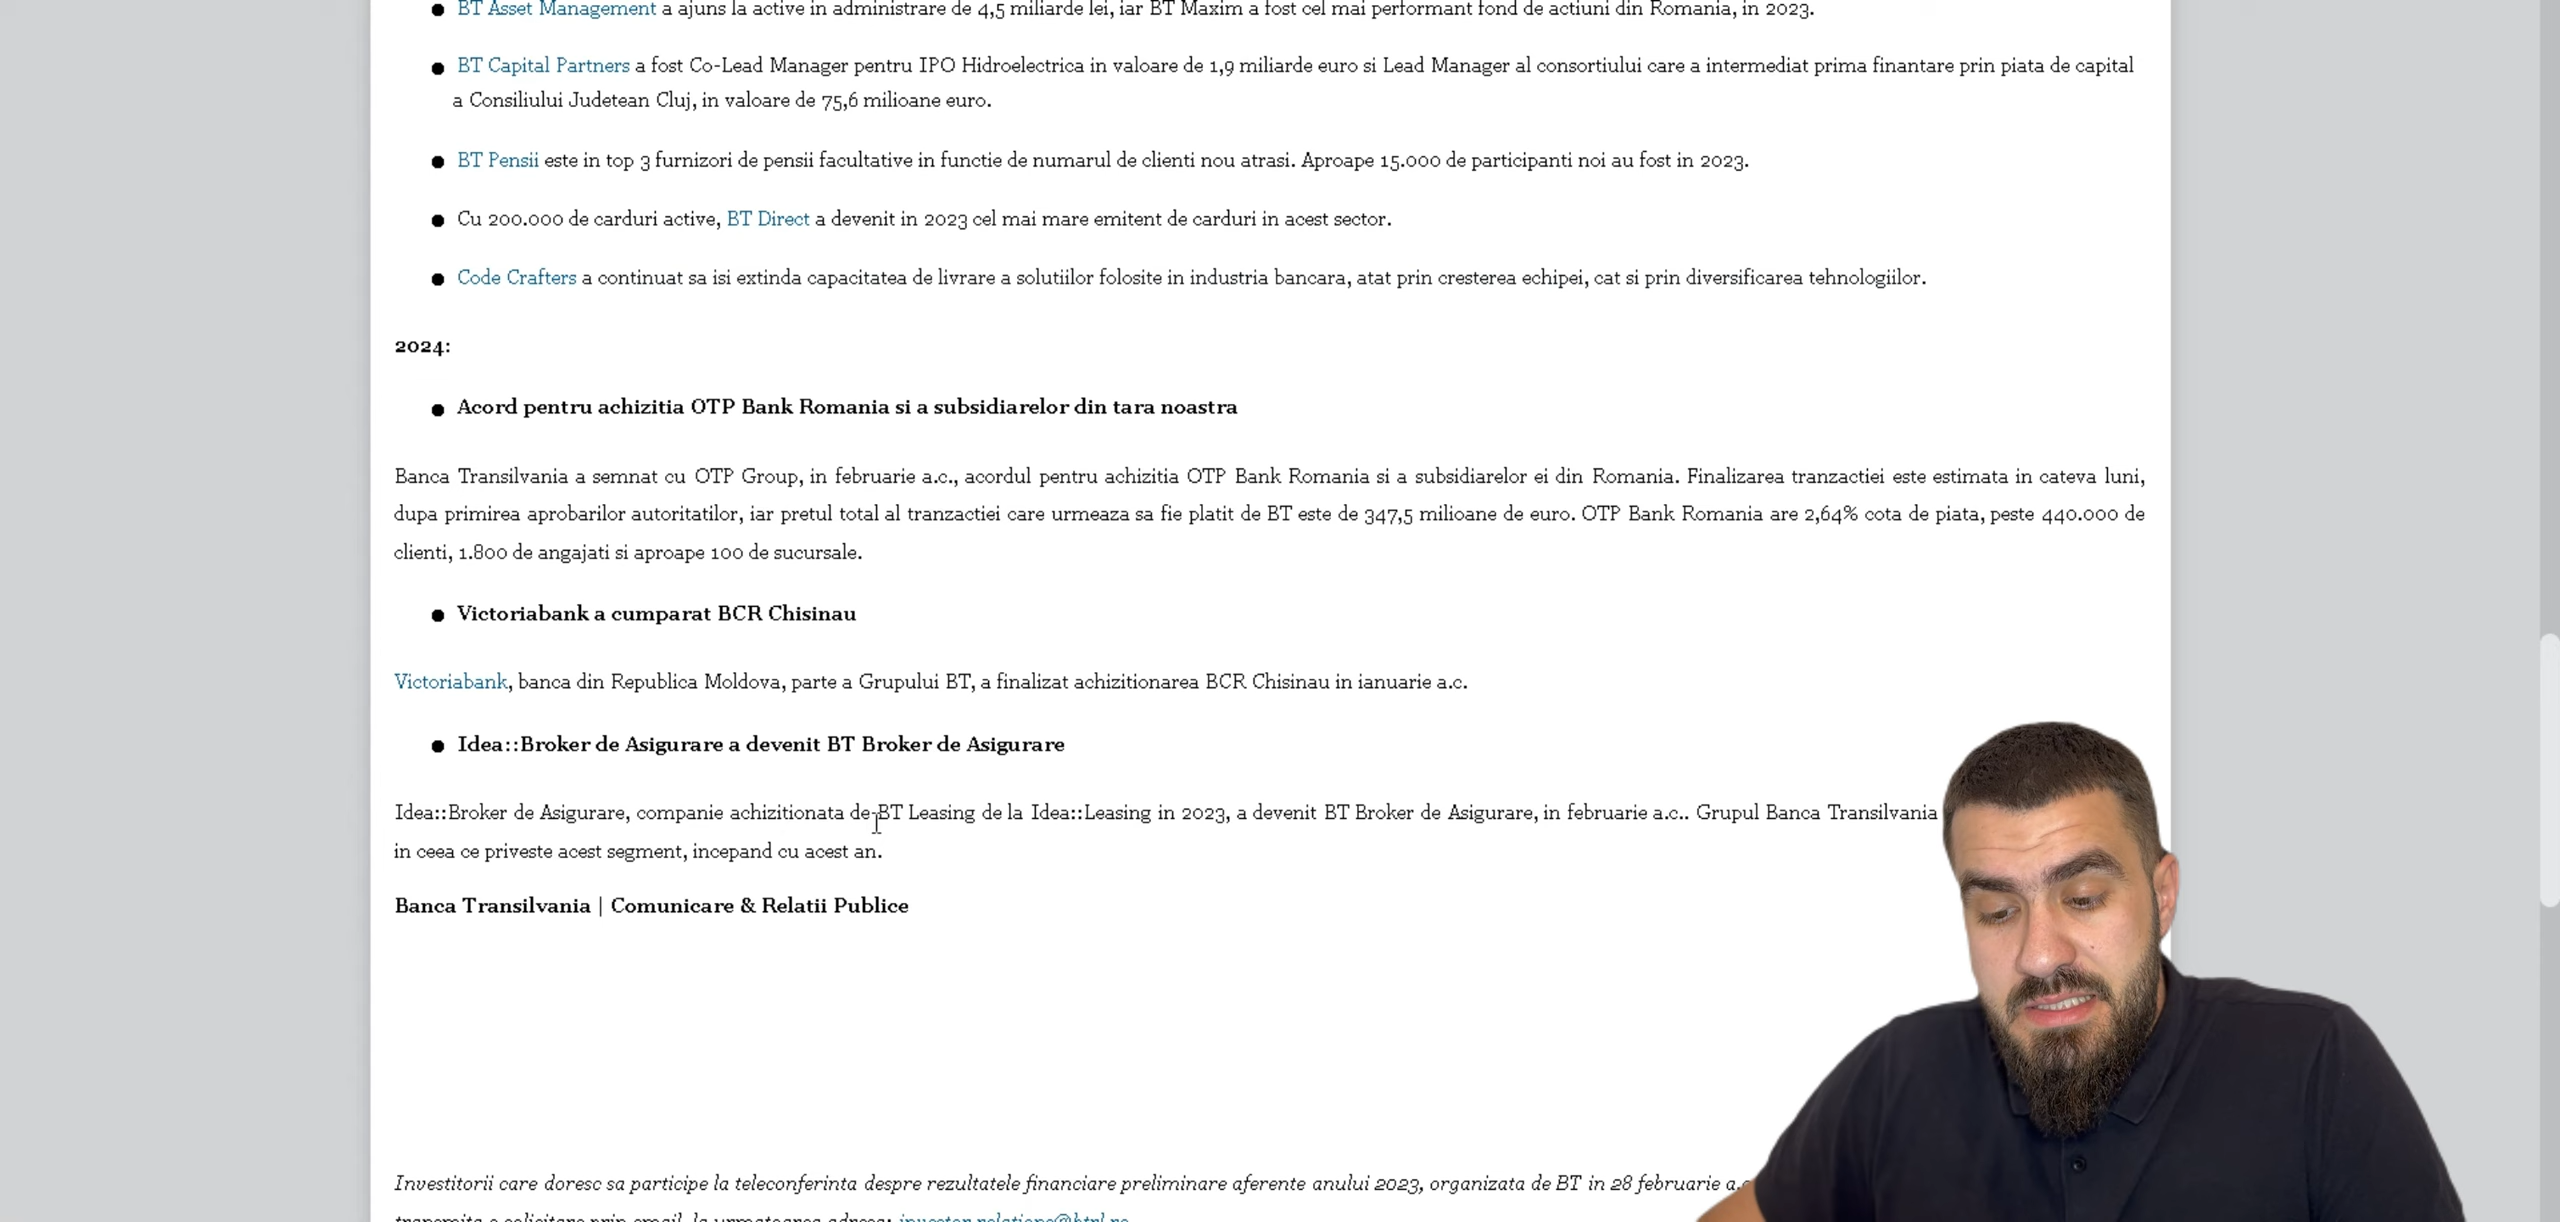 BT Asset Management a ajuns la active in administrare de 4,5 miliarde lei, iar BT Maxim a fost cel mai performant fond de actiuni din Romania, in 2023.
BT Capital Partners a fost Co-Lead Manager pentru IPO Hidroelectrica in valoare de 1,9 miliarde euro si Lead Manager al consortiului care a intermediat prima finantare prin piata de capital
a Consiliului Judetean Cluj, in valoare de 75,6 milioane euro.
BT Pensii este in top 3 furnizori de pensii facultative in functie de numarul de clienti nou atrasi. Aproape 15.000 de participanti noi au fost in 2023.
Cu 200.000 de carduri active, BT Direct a devenit in 2023 cel mai mare emitent de carduri in acest sector.
Code Crafters a continuat sa isi extinda capacitatea de livrare a solutiilor folosite in industria bancara, atat prin cresterea echipei, cat si prin diversificarea tehnologiilor.
2024:
Acord pentru achizitia OTP Bank Romania si a subsidiarelor din tara noastra
Banca Transilvania a semnat cu OTP Group, in februarie a.c., acordul pentru achizitia OTP Bank Romania si a subsidiarelor ei din Romania. Finalizarea tranzactiei este estimata in cateva luni,
dupa primirea aprobarilor autoritatilor, iar pretul total al tranzactiei care urmeaza sa fie platit de BT este de 347,5 milioane de euro. OTP Bank Romania are 2,64% cota de piata, peste 440.000 de
clienti, 1.800 de angajati si aproape 100 de sucursale.
Victoriabank a cumparat BCR Chisinau
Victoriabank, banca din Republica Moldova, parte a Grupului BT, a finalizat achizitionarea BCR Chisinau in ianuarie a.c.
Idea::Broker de Asigurare a devenit BT Broker de Asigurare
Idea::Broker de Asigurare, companie achizitionata de BT Leasing de la Idea::Leasing in 2023, a devenit BT Broker de Asigurare, in februarie a.c.. Grupul Banca Transilvania
in ceea ce priveste acest segment, incepand cu acest an.
Banca Transilvania | Comunicare & Relatii Publice
Investitorii care doresc sa participe la teleconferinta despre rezultatele financiare preliminare aferente anului 2023, organizata de BT in 28 februarie a.c
transmita o solicitare prin email, la urmatoarea adresa: investor.relations@btrl.ro